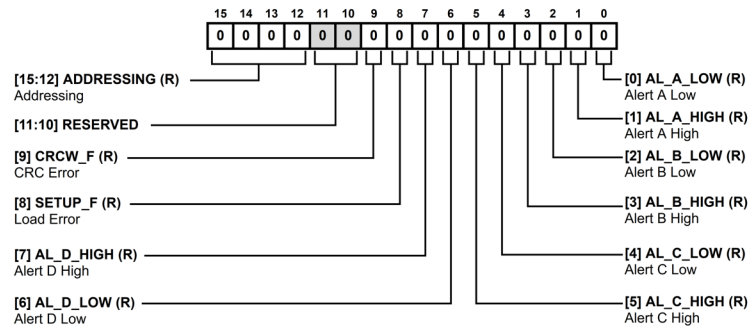 15 14 13 12 11 10 9 8 7 6 5 4 3 2 1 0
0 0 0 0 0 0 0 0 0 0 0 0 0 0 0 0
[15:12] ADDRESSING (R)
Addressing
[11:10] RESERVED
[9] CRCW_F (R)
CRC Error
[8] SETUP_F (R)
Load Error
[7] AL_D_HIGH (R)
Alert D High
[6] AL_D_LOW (R)
Alert D Low
[0] AL_A_LOW (R)
Alert A Low
[1] AL_A_HIGH (R)
Alert A High
[2] AL_B_LOW (R)
Alert B Low
[3] AL_B_HIGH (R)
Alert B High
[4] AL_C_LOW (R)
Alert C Low
[5] AL_C_HIGH (R)
Alert C High